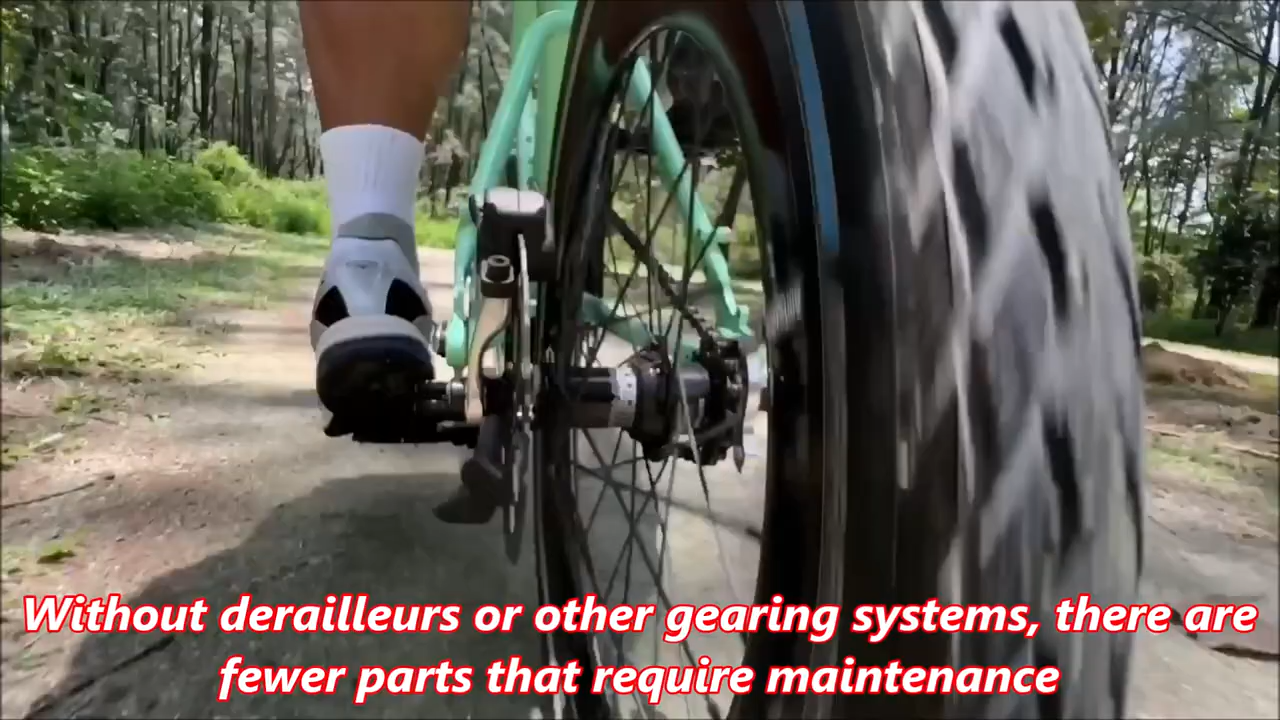 Without derailleurs or other gearing systems, there are
fewer parts that require maintenance